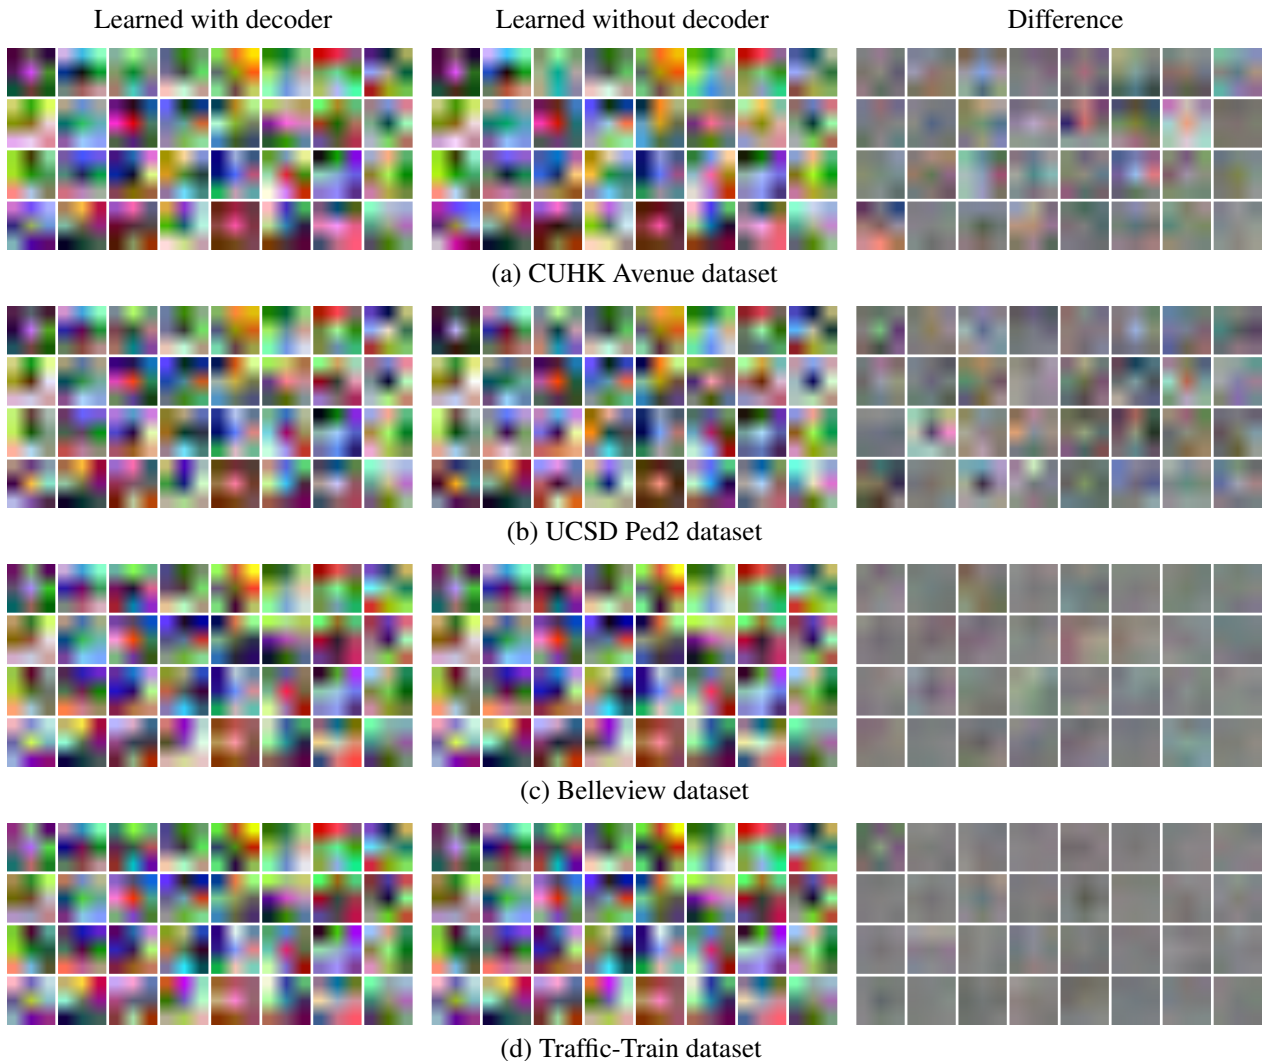 Learned with decoder
Learned without decoder
Difference
(a) CUHK Avenue dataset
(b) UCSD Ped2 dataset
(c) Belleview dataset
(d) Traffic-Train dataset